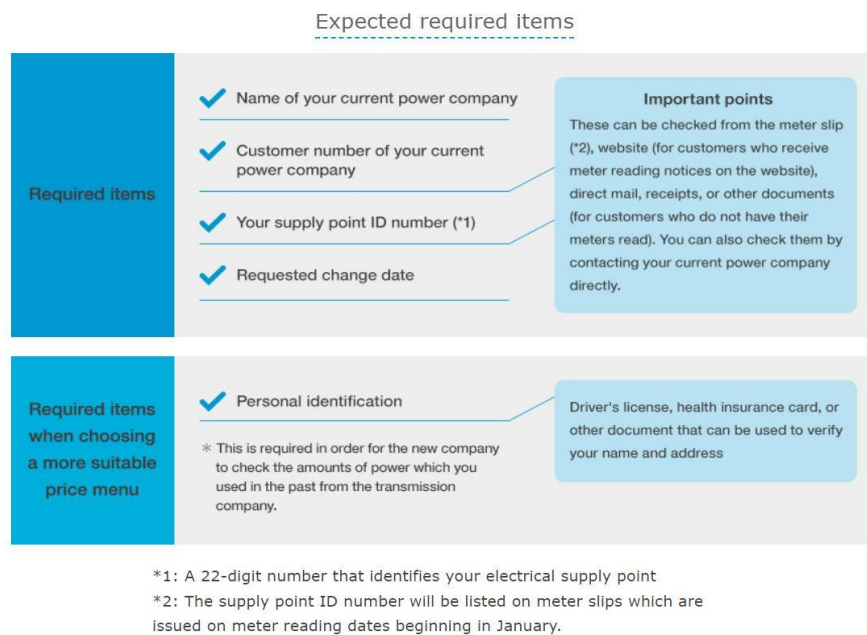 Expected required items
Required items
Name of your current power company
Customer number of your current
power company
Your supply point ID number (*1)
Requested change date
Important points
These can be checked from the meter slip
(*2), website (for customers who receive
meter reading notices on the website),
direct mail, receipts, or other documents
(for customers who do not have their
meters read). You can also check them by
contacting your current power company
directly.
Required items
when choosing
a more suitable
price menu
Personal identification
＊ This is required in order for the new company
to check the amounts of power which you
used in the past from the transmission
company.
Driver's license, health insurance card, or
other document that can be used to verify
your name and address
*1: A 22-digit number that identifies your electrical supply point
*2: The supply point ID number will be listed on meter slips which are
issued on meter reading dates beginning in January.